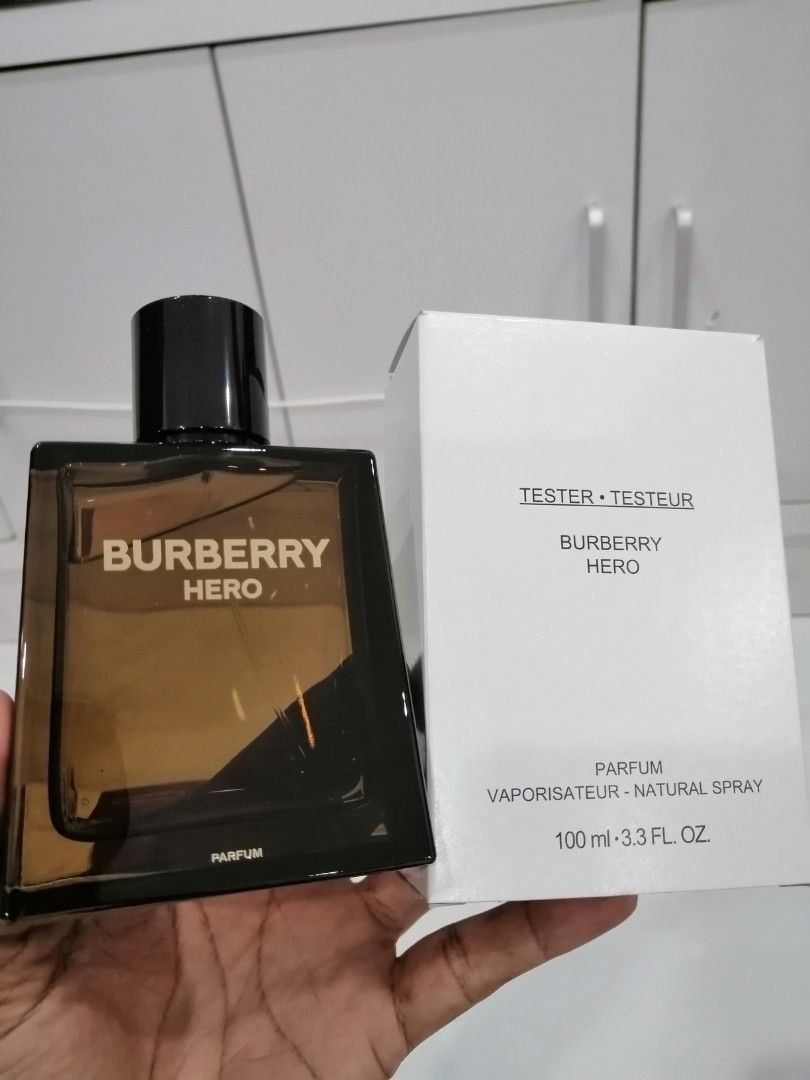 BURBERRY
HERO
PARFUM
TESTER • TESTEUR
BURBERRY
HERO
PARFUM
VAPORISATEUR - NATURAL SPRAY
100 ml • 3.3 FL. OZ.